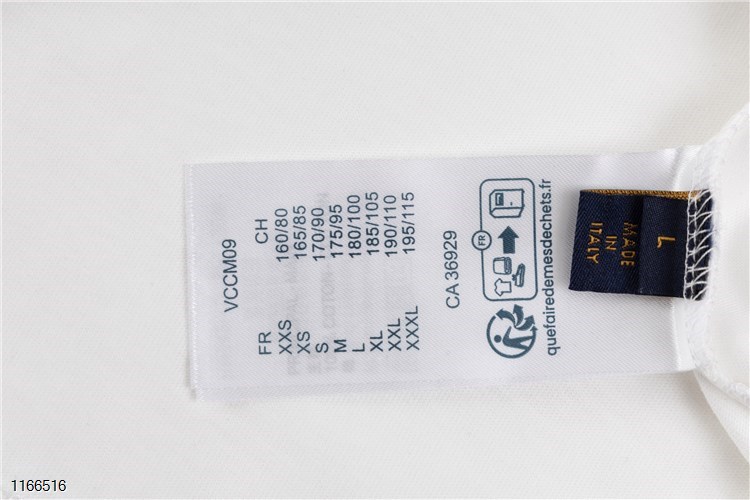 VCCM09
FR CH
XXS 160/80
XS 165/85
S 170/90
M 175/95
L 180/100
XL 185/105
XXL 190/110
XXXL 195/115
CA 36929
FR
quefairedemesdechets.fr
MADE
IN
ITALY
L
1166516